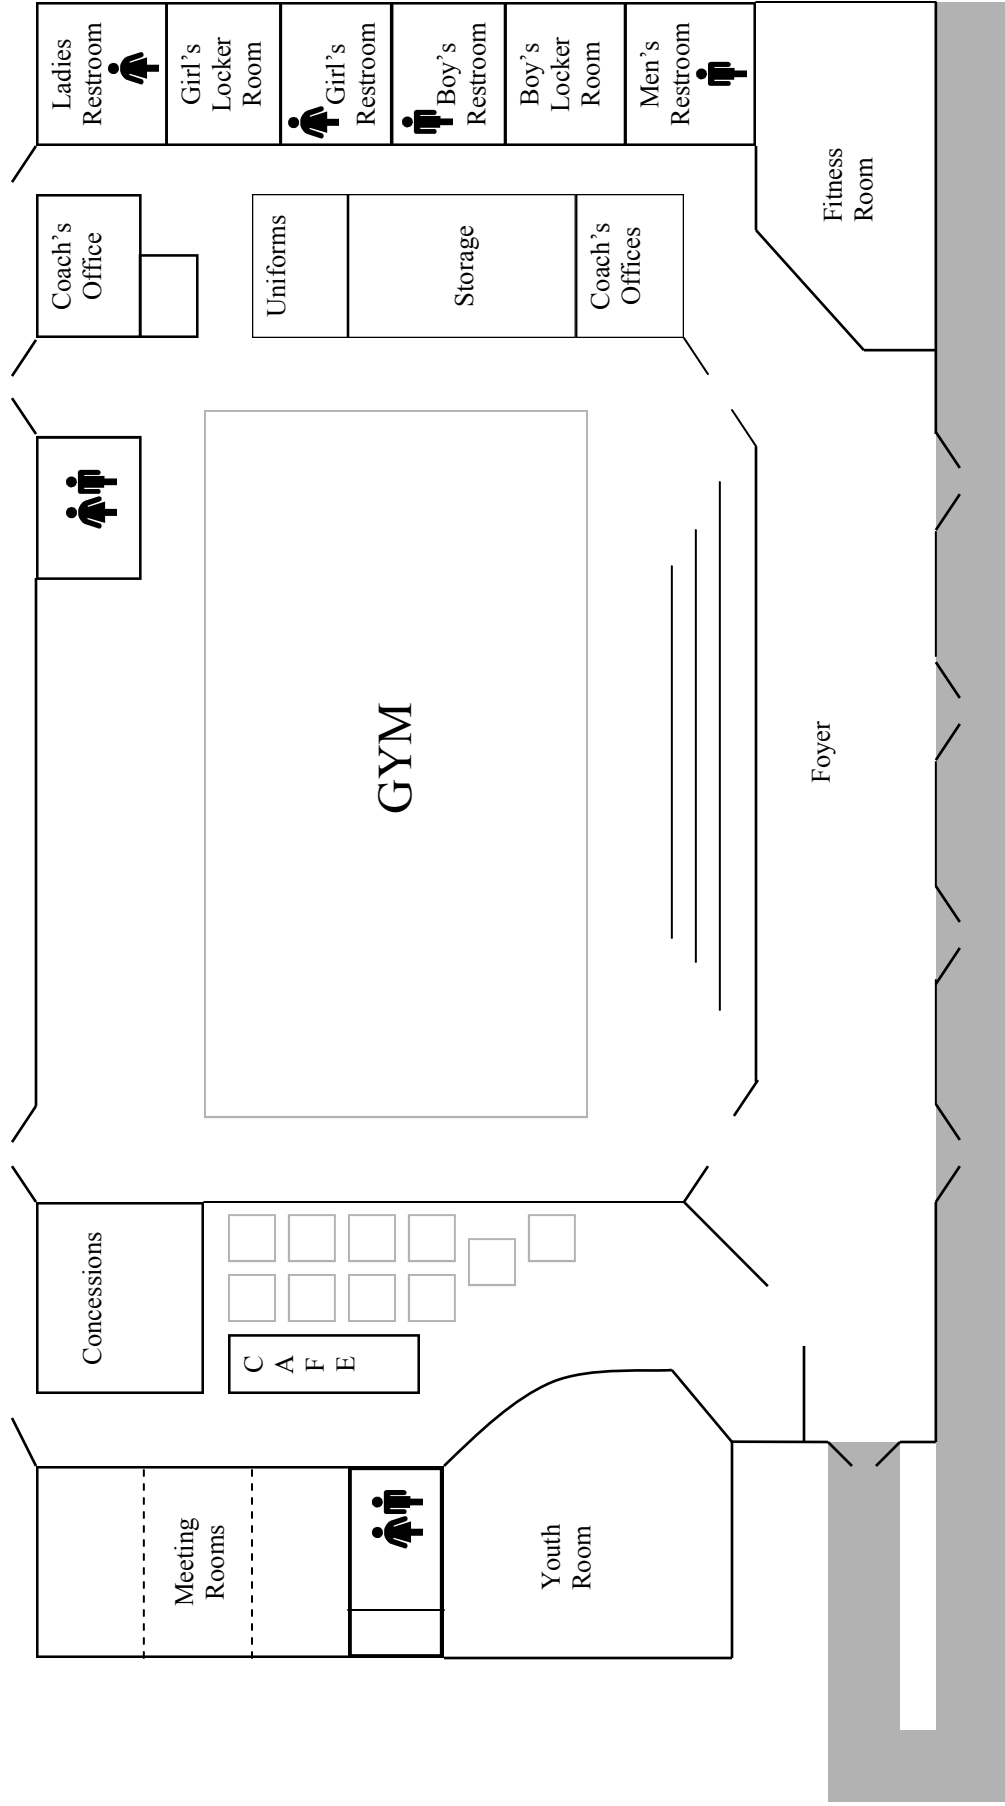 Ladies
Restroom
Girl's
Locker
Room
Girl's
Restroom
Boy's
Restroom
Boy's
Locker
Room
Men's
Restroom
Fitness
Room
Coach's
Office
Uniforms
Storage
Coach's
Offices
GYM
Foyer
Concessions
C
A
F
E
Meeting
Rooms
Youth
Room